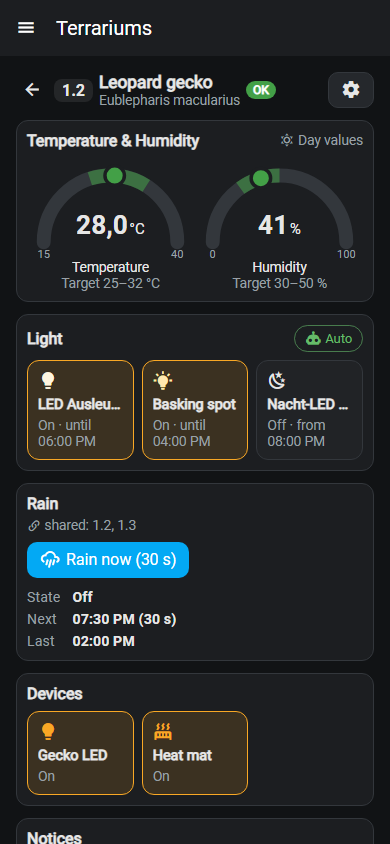 Terrariums
1.2
Leopard gecko
Eublepharis macularius
OK
Temperature & Humidity
Day values
28,0°C
15
40
Temperature
Target 25–32 °C
41%
0
100
Humidity
Target 30–50 %
Light
Auto
LED Ausleu…
On · until
06:00 PM
Basking spot
On · until
04:00 PM
Nacht-LED …
Off · from
08:00 PM
Rain
shared: 1.2, 1.3
Rain now (30 s)
State Off
Next 07:30 PM (30 s)
Last 02:00 PM
Devices
Gecko LED
On
Heat mat
On
Notices